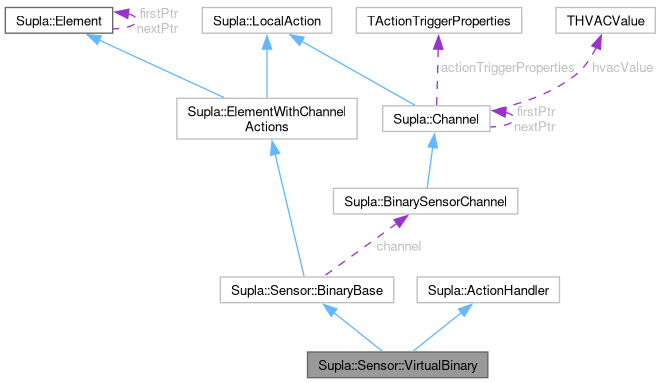 Supla::Element
firstPtr
nextPtr
Supla::LocalAction
TActionTriggerProperties
THVACValue
actionTriggerProperties
hvacValue
Supla::ElementWithChannel
Actions
Supla::Channel
firstPtr
nextPtr
Supla::BinarySensorChannel
channel
Supla::Sensor::BinaryBase
Supla::ActionHandler
Supla::Sensor::VirtualBinary